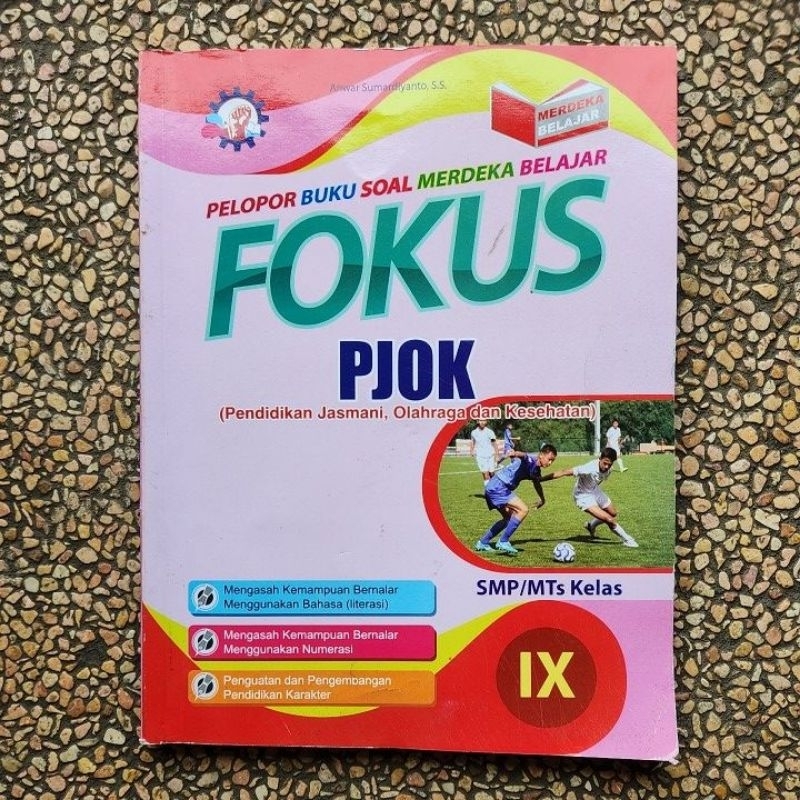 Anwar Sumardiyanto, S.S.
MERDEKA
BELAJAR
PELOPOR BUKU SOAL MERDEKA BELAJAR
FOKUS
PJOK
(Pendidikan Jasmani, Olahraga dan Kesehatan)
SMP/MTs Kelas
IX
Mengasah Kemampuan Bernalar
Menggunakan Bahasa (literasi)
Mengasah Kemampuan Bernalar
Menggunakan Numerasi
Penguatan dan Pengembangan
Pendidikan Karakter